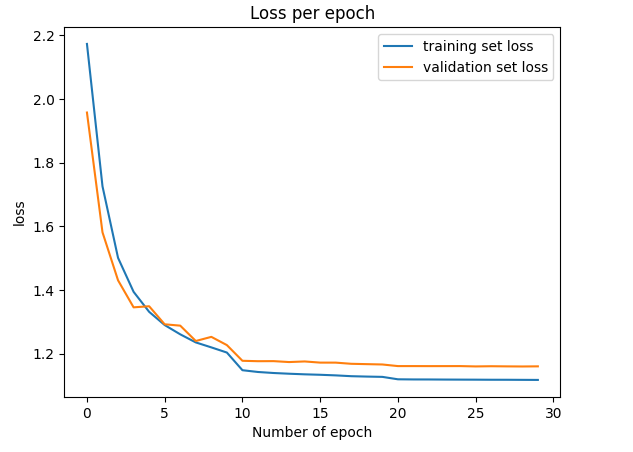 Loss per epoch
training set loss
validation set loss
2.2
2.0
1.8
1.6
1.4
1.2
loss
0 5 10 15 20 25 30
Number of epoch